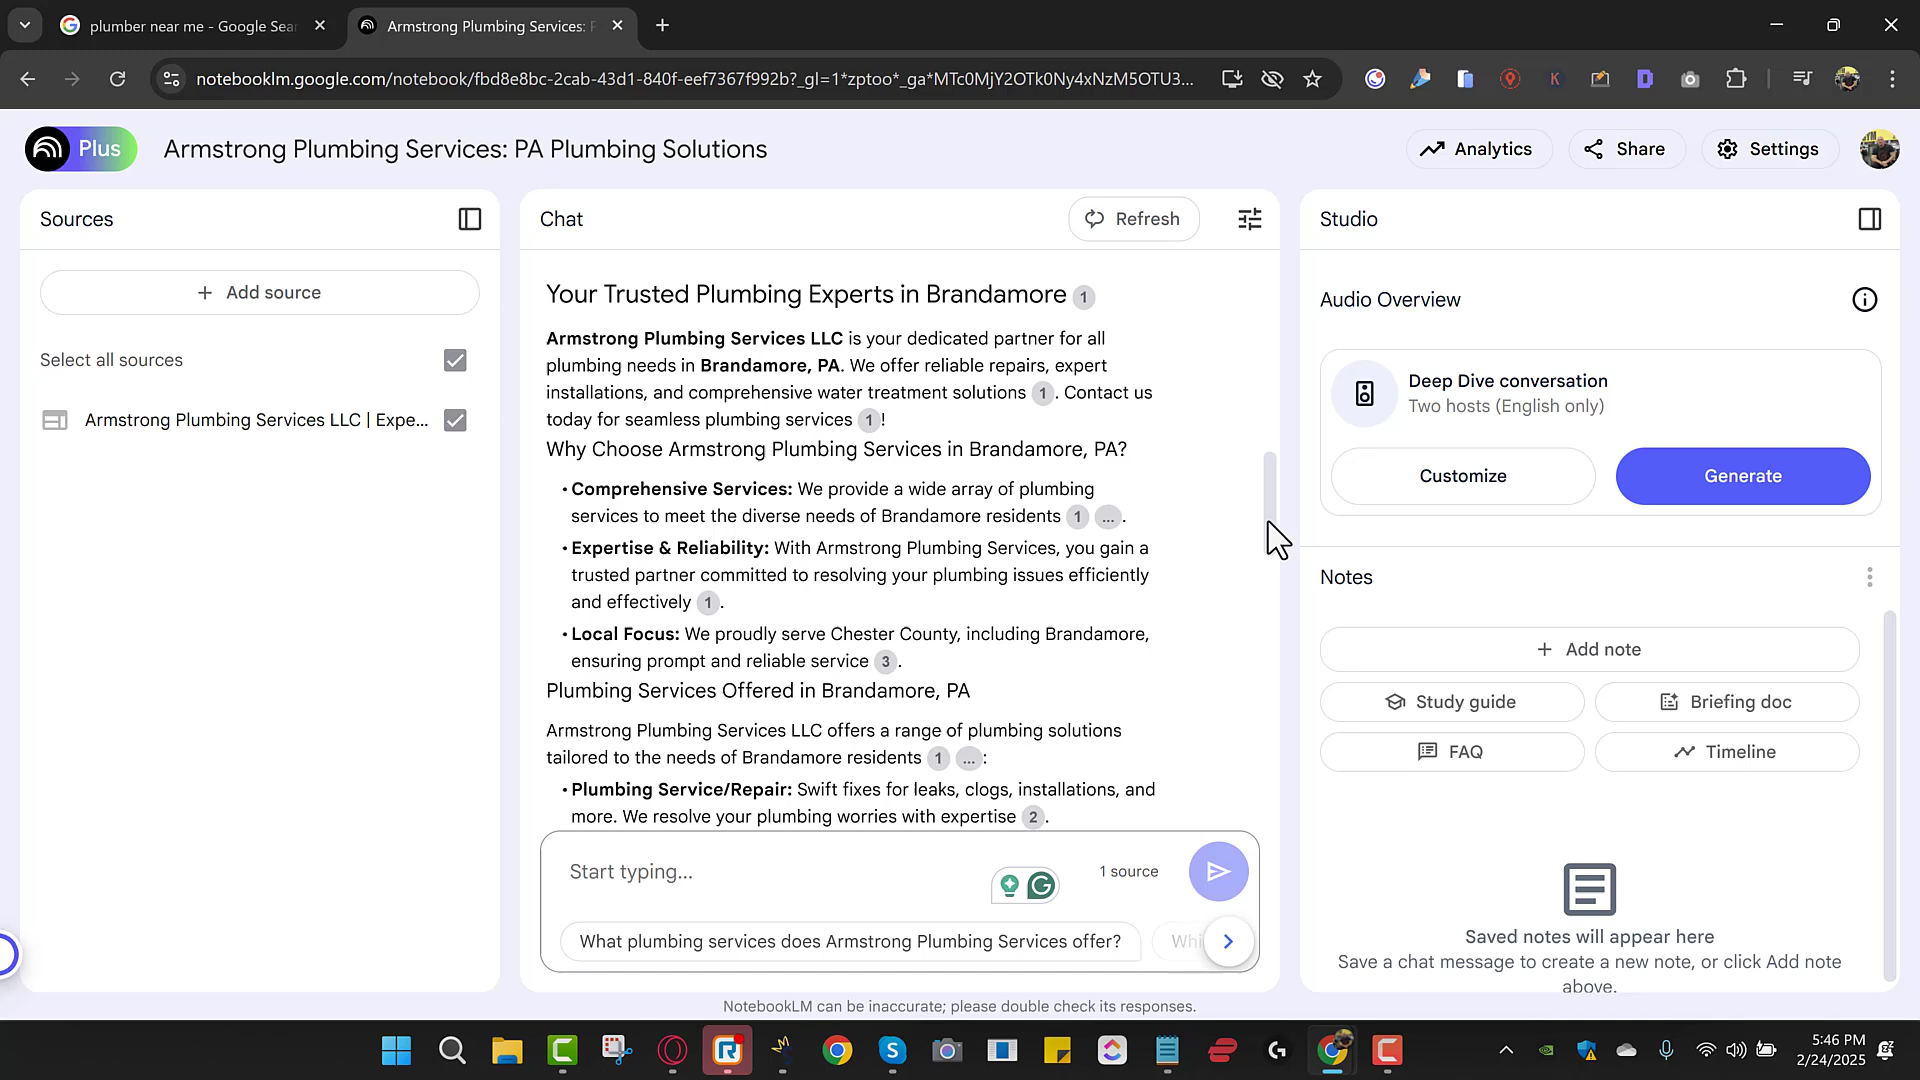 plumber near me - Google Sear
Armstrong Plumbing Services: P
notebooklm.google.com/notebook/fbd8e8bc-2cab-43d1-840f-eef7367f992b?_gl=1*zptoo*_ga*MTc0MjY2OTk0Ny4xNzM5OTU3...
Plus
Armstrong Plumbing Services: PA Plumbing Solutions
Analytics
Share
Settings
Sources
Add source
Select all sources
Armstrong Plumbing Services LLC | Expe...
Chat
Refresh
Your Trusted Plumbing Experts in Brandamore 1
Armstrong Plumbing Services LLC is your dedicated partner for all
plumbing needs in Brandamore, PA. We offer reliable repairs, expert
installations, and comprehensive water treatment solutions 1. Contact us
today for seamless plumbing services 1!
Why Choose Armstrong Plumbing Services in Brandamore, PA?
• Comprehensive Services: We provide a wide array of plumbing
services to meet the diverse needs of Brandamore residents 1 ....
• Expertise & Reliability: With Armstrong Plumbing Services, you gain a
trusted partner committed to resolving your plumbing issues efficiently
and effectively 1.
• Local Focus: We proudly serve Chester County, including Brandamore,
ensuring prompt and reliable service 3.
Plumbing Services Offered in Brandamore, PA
Armstrong Plumbing Services LLC offers a range of plumbing solutions
tailored to the needs of Brandamore residents 1 ...:
• Plumbing Service/Repair: Swift fixes for leaks, clogs, installations, and
more. We resolve your plumbing worries with expertise 2.
Start typing...
1 source
What plumbing services does Armstrong Plumbing Services offer?
Whi
Studio
Audio Overview
Deep Dive conversation
Two hosts (English only)
Customize
Generate
Notes
Add note
Study guide
Briefing doc
FAQ
Timeline
Saved notes will appear here
Save a chat message to create a new note, or click Add note
above.
NotebookLM can be inaccurate; please double check its responses.
5:46 PM
2/24/2025